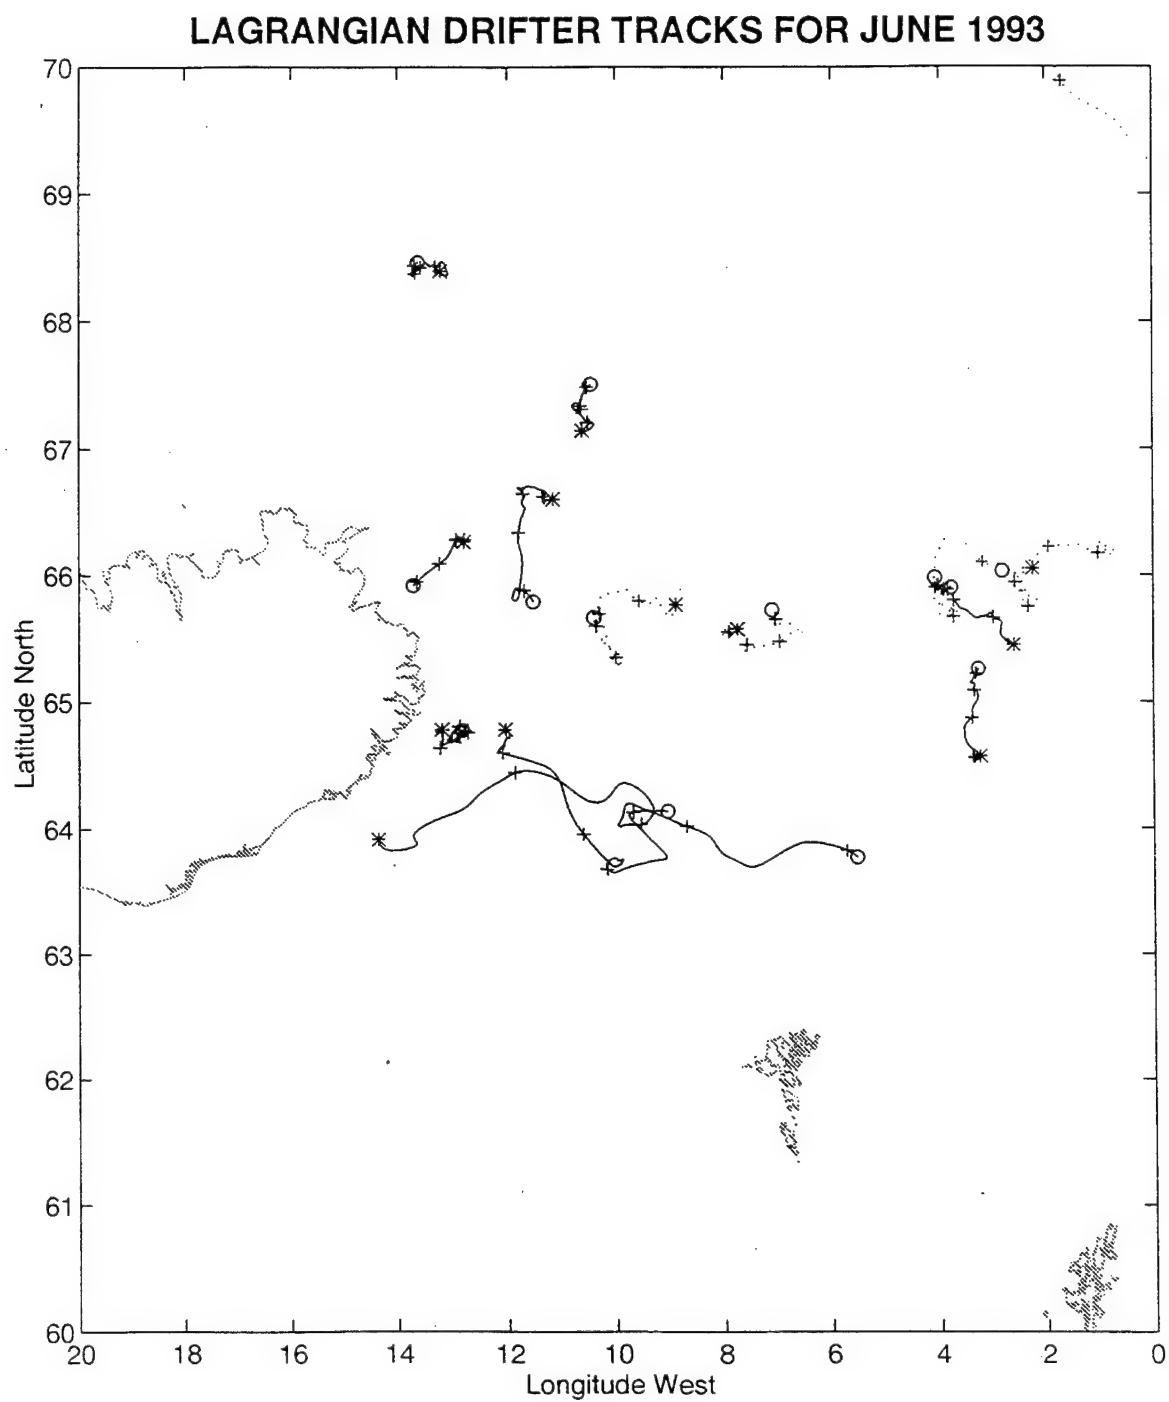 LAGRANGIAN DRIFTER TRACKS FOR JUNE 1993
70
69
68
67
66
65
64
63
62
61
60
Latitude North
20 18 16 14 12 10 8 6 4 2 0
Longitude West